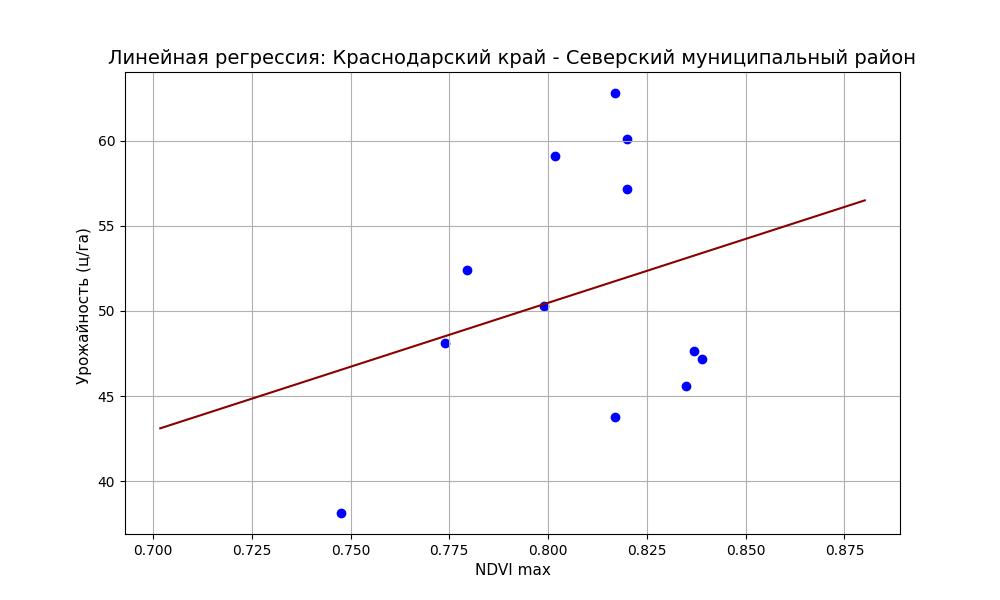 Линейная регрессия: Краснодарский край - Северский муниципальный район
Урожайность (ц/га)
60
55
50
45
40
0.700 0.725 0.750 0.775 0.800 0.825 0.850 0.875
NDVI max